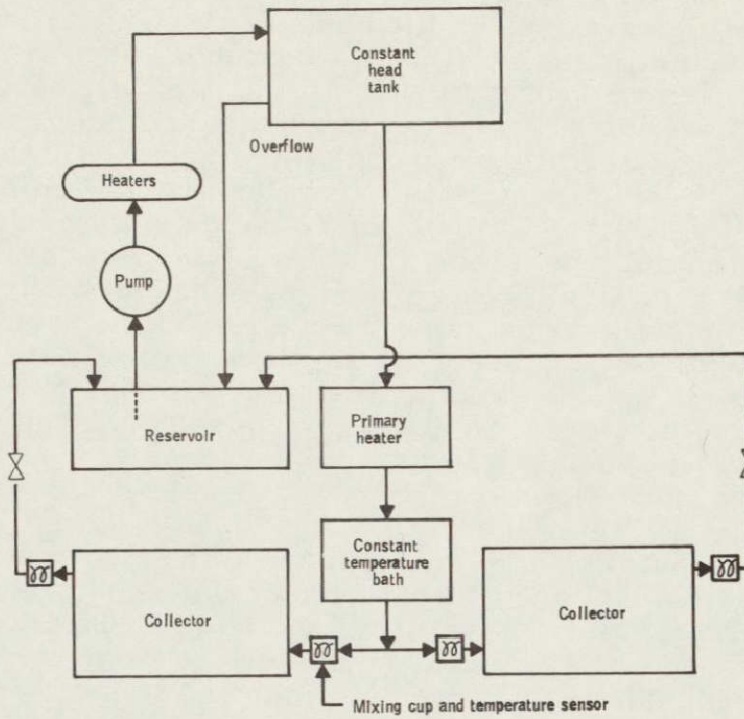 Constant
head
tank
Overflow
Heaters
Pump
Reservoir
Primary
heater
Constant
temperature
bath
Collector
Collector
Mixing cup and temperature sensor